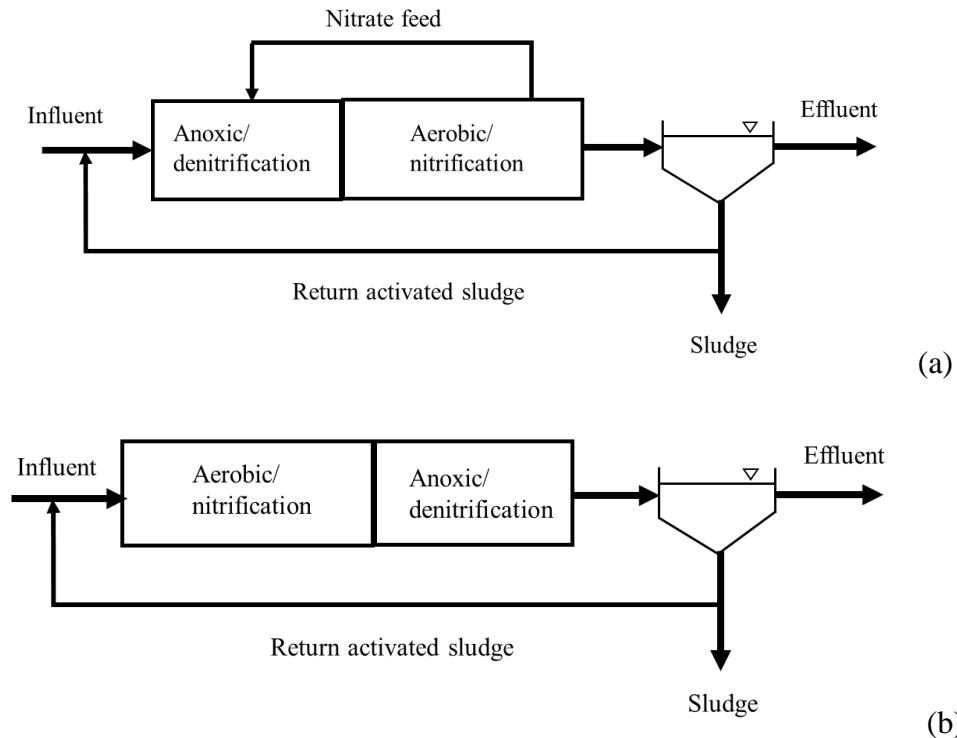 Nitrate feed
Influent
Anoxic/
denitrification
Aerobic/
nitrification
Effluent
Return activated sludge
Sludge
(a)
Influent
Aerobic/
nitrification
Anoxic/
denitrification
Effluent
Return activated sludge
Sludge
(b)